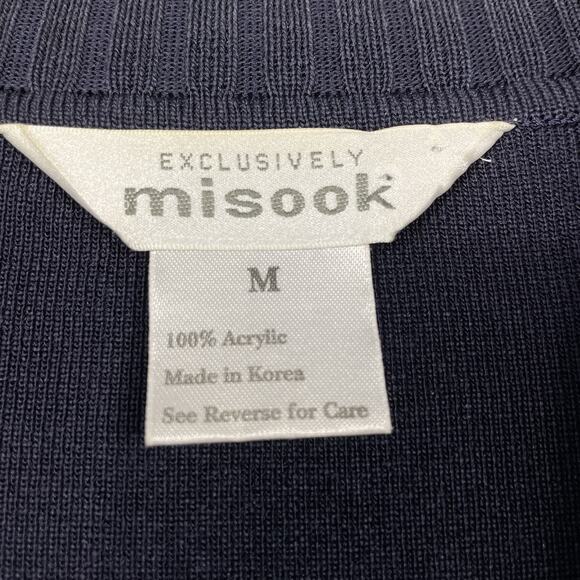 EXCLUSIVELY
misook
M
100% Acrylic
Made in Korea
See Reverse for Care